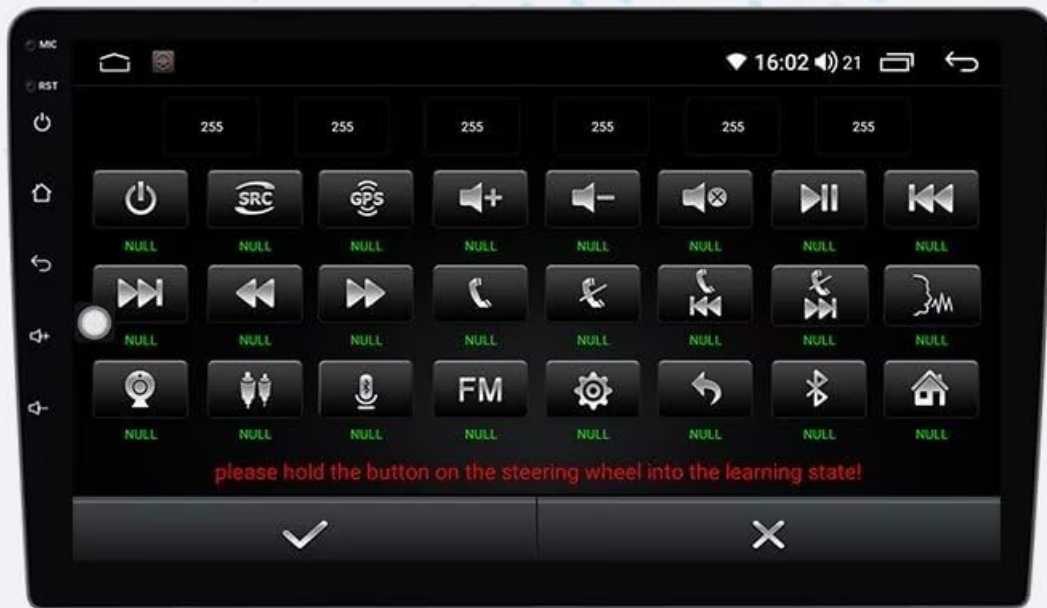 MIC
16:02 21
RST
255 255 255 255 255 255
SRC GPS
NULL NULL NULL NULL NULL NULL NULL NULL
NULL NULL NULL NULL NULL NULL NULL NULL
FM
NULL NULL NULL NULL NULL NULL NULL NULL
please hold the button on the steering wheel into the learning state!